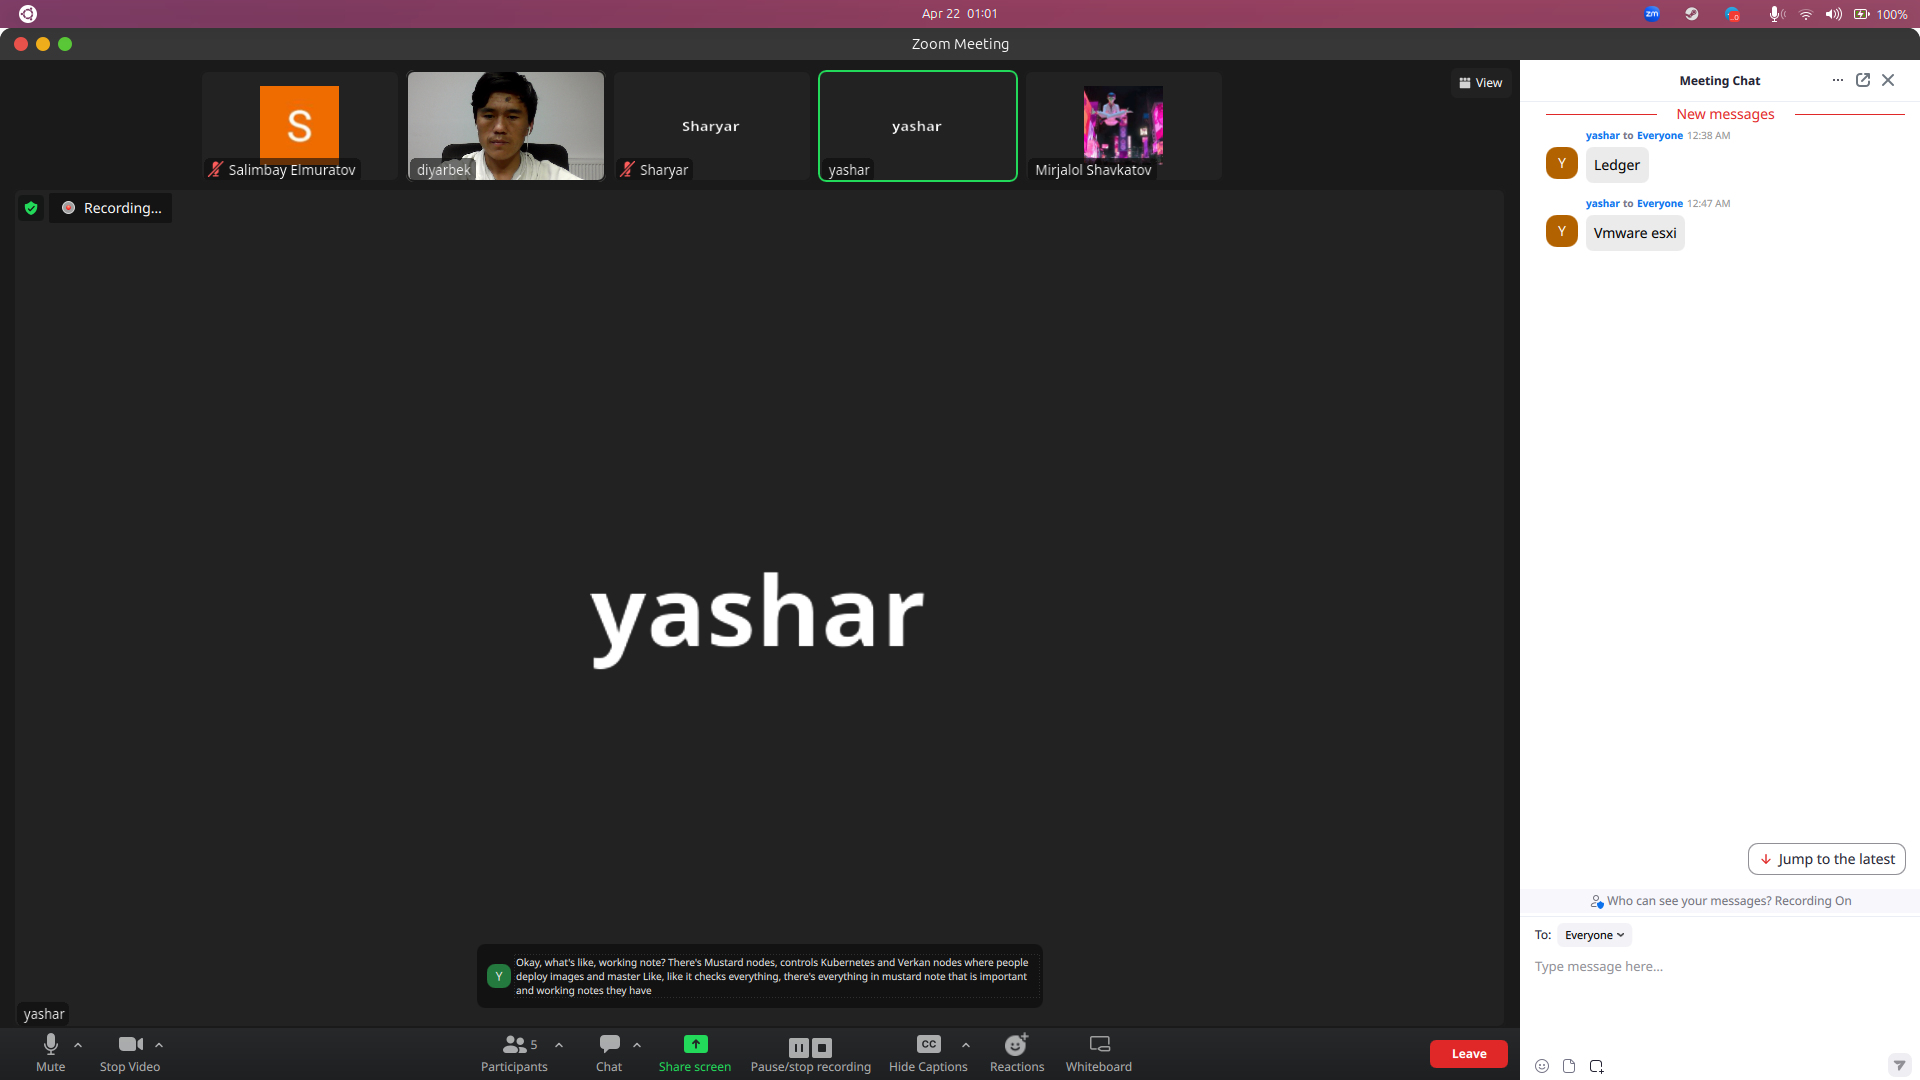 Apr 22 01:01
zm
100%
Zoom Meeting
S
Salimbay Elmuratov
diyarbek
Sharyar
Sharyar
yashar
yashar
Mirjalol Shavkatov
View
Recording...
yashar
Y
Okay, what's like, working note? There's Mustard nodes, controls Kubernetes and Verkan nodes where people
deploy images and master Like, like it checks everything, there's everything in mustard note that is important
and working notes they have
yashar
Mute
Stop Video
5
Participants
Chat
Share screen
Pause/stop recording
CC
Hide Captions
Reactions
Whiteboard
Leave
Meeting Chat
New messages
yashar to Everyone 12:38 AM
Y
Ledger
yashar to Everyone 12:47 AM
Y
Vmware esxi
Jump to the latest
Who can see your messages? Recording On
To: Everyone
Type message here...